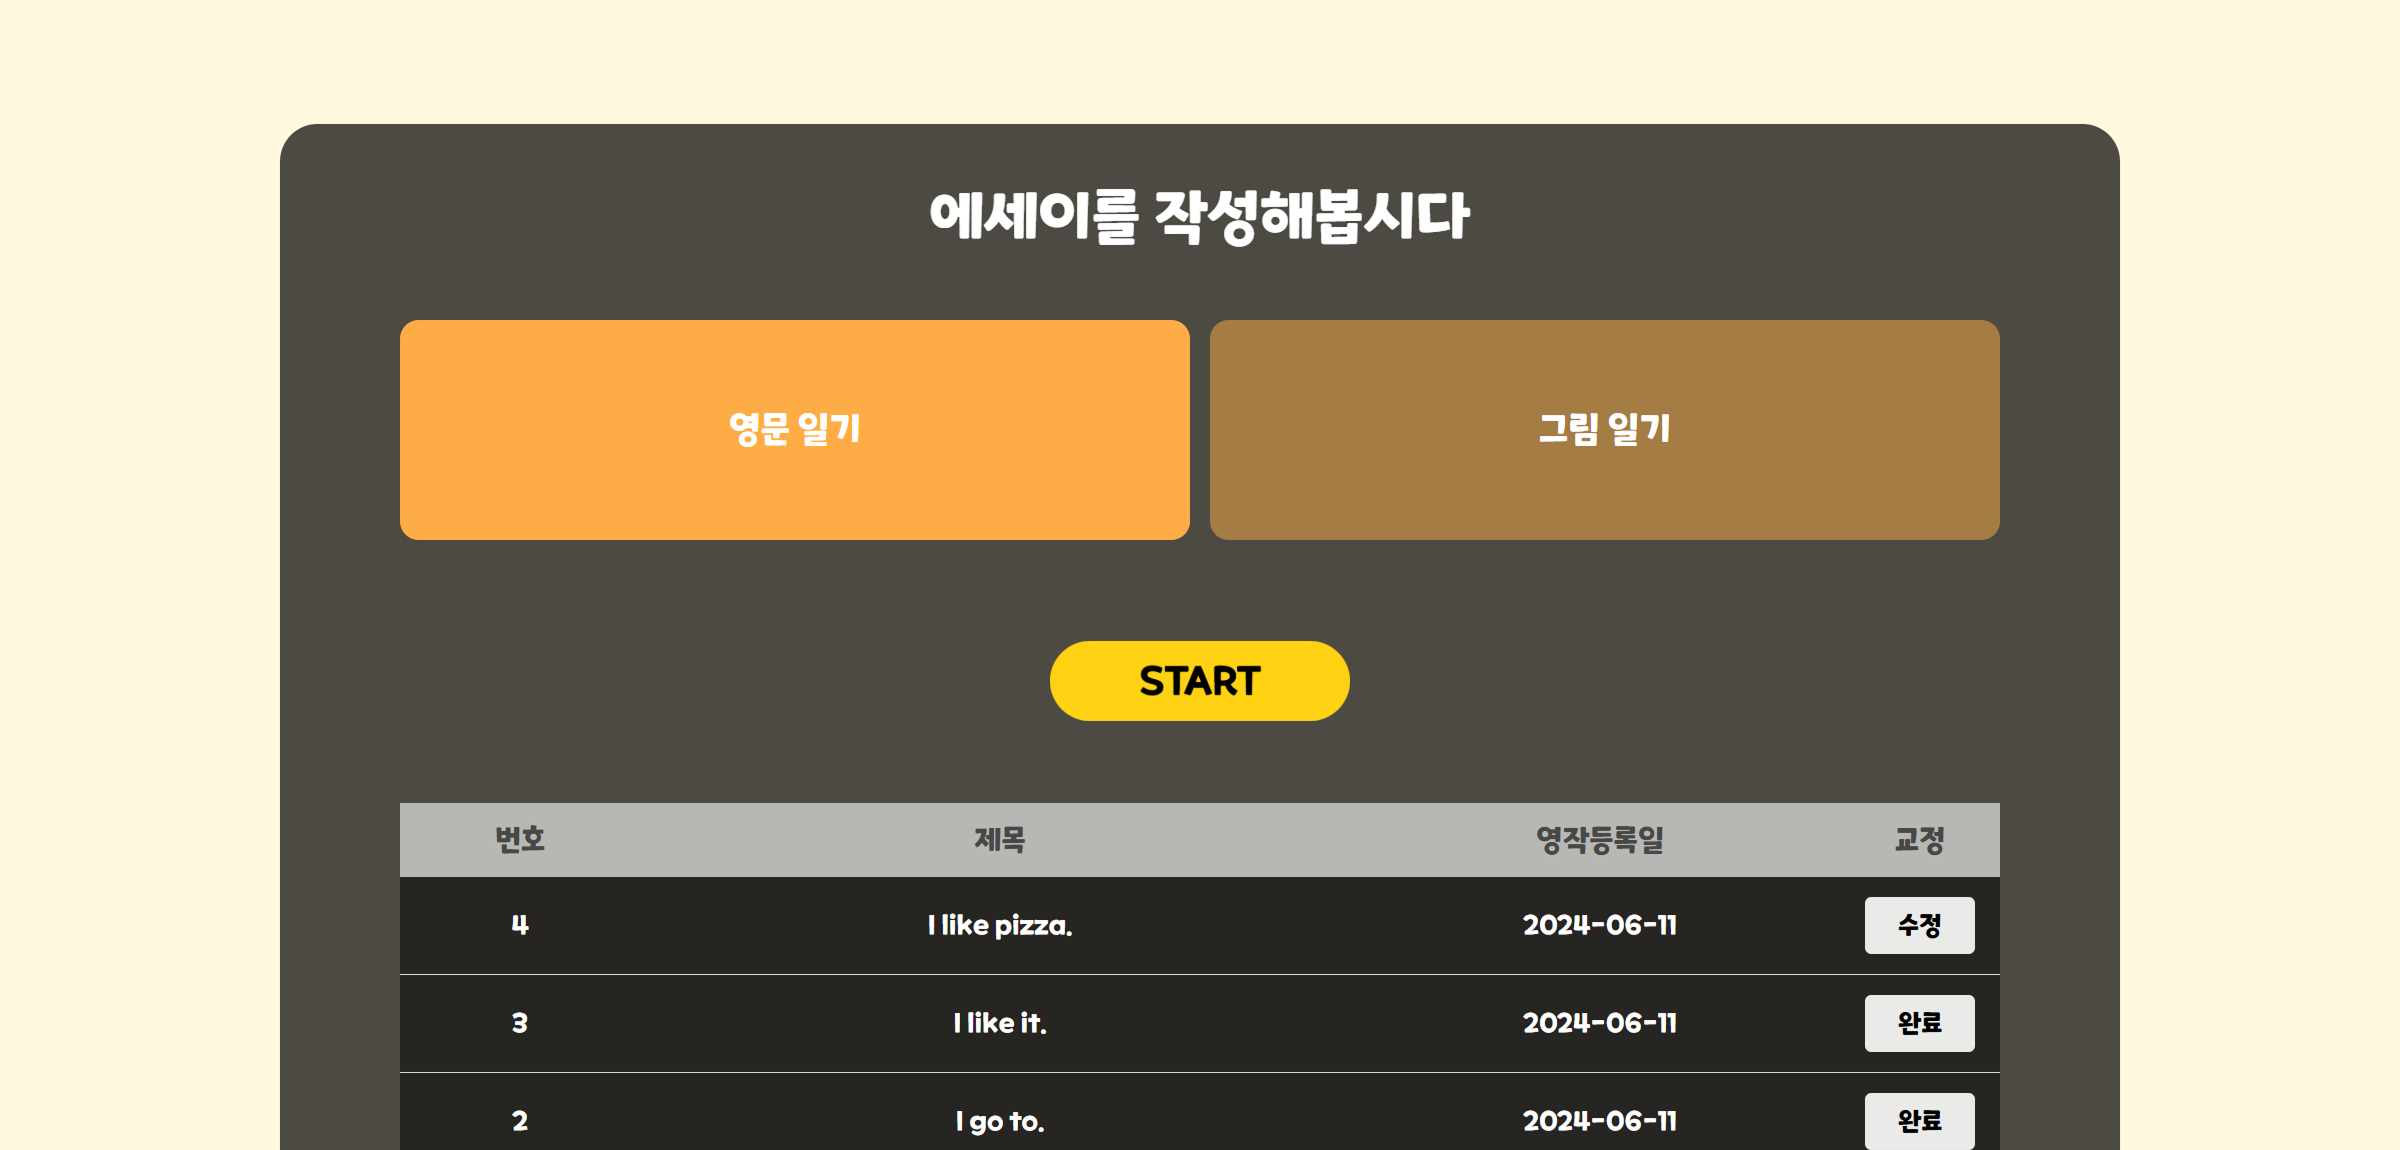 에세이를 작성해봅시다
영문 일기 그림 일기
START
번호 제목 영작등록일 교정
4 I like pizza. 2024-06-11 수정
3 I like it. 2024-06-11 완료
2 I go to. 2024-06-11 완료